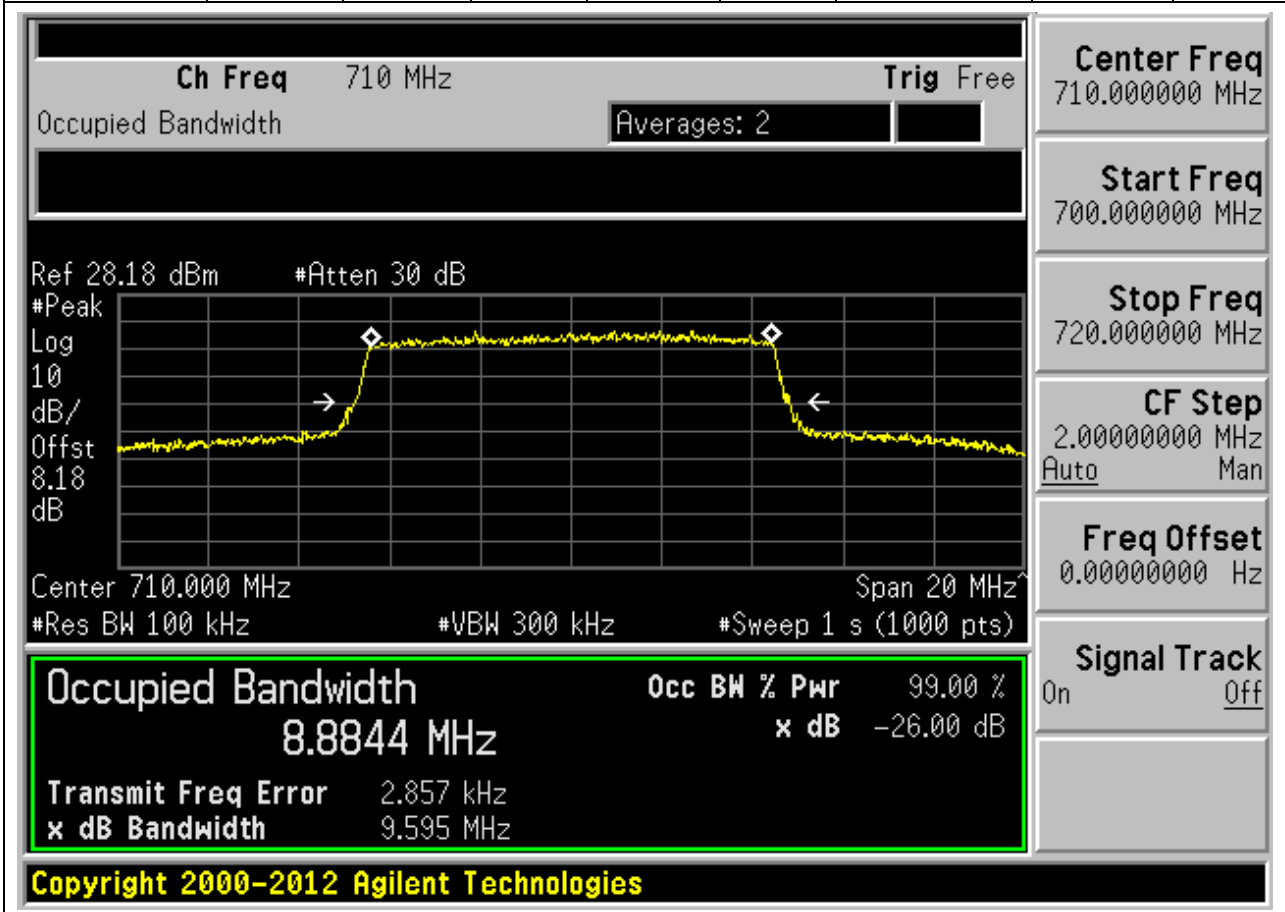 Ch Freq 710 MHz Trig Free
Occupied Bandwidth Averages: 2
Ref 28.18 dBm #Atten 30 dB
#Peak
Log
10
dB/
Offst
8.18
dB
Center 710.000 MHz Span 20 MHz^
#Res BW 100 kHz #VBW 300 kHz #Sweep 1 s (1000 pts)
Occupied Bandwidth
8.8844 MHz
Occ BW % Pwr 99.00 %
x dB -26.00 dB
Transmit Freq Error 2.857 kHz
x dB Bandwidth 9.595 MHz
Center Freq
710.000000 MHz
Start Freq
700.000000 MHz
Stop Freq
720.000000 MHz
CF Step
2.00000000 MHz
Auto Man
Freq Offset
0.00000000 Hz
Signal Track
On Off
Copyright 2000-2012 Agilent Technologies